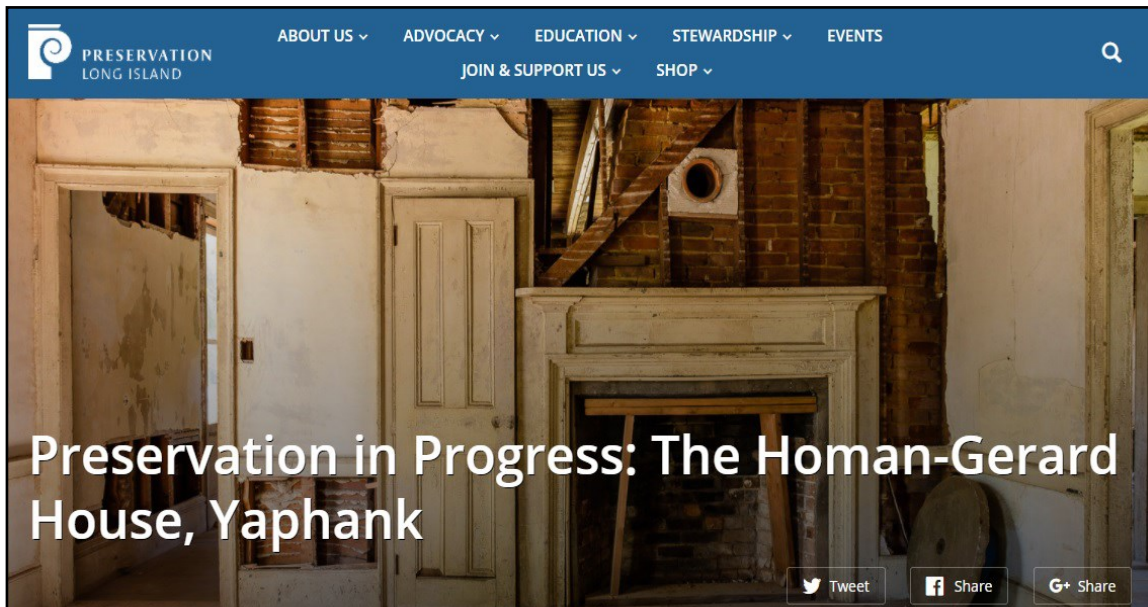 PRESERVATION
LONG ISLAND
ABOUT US
ADVOCACY
EDUCATION
STEWARDSHIP
EVENTS
JOIN & SUPPORT US
SHOP
Preservation in Progress: The Homan-Gerard
House, Yaphank
Tweet
Share
G+ Share